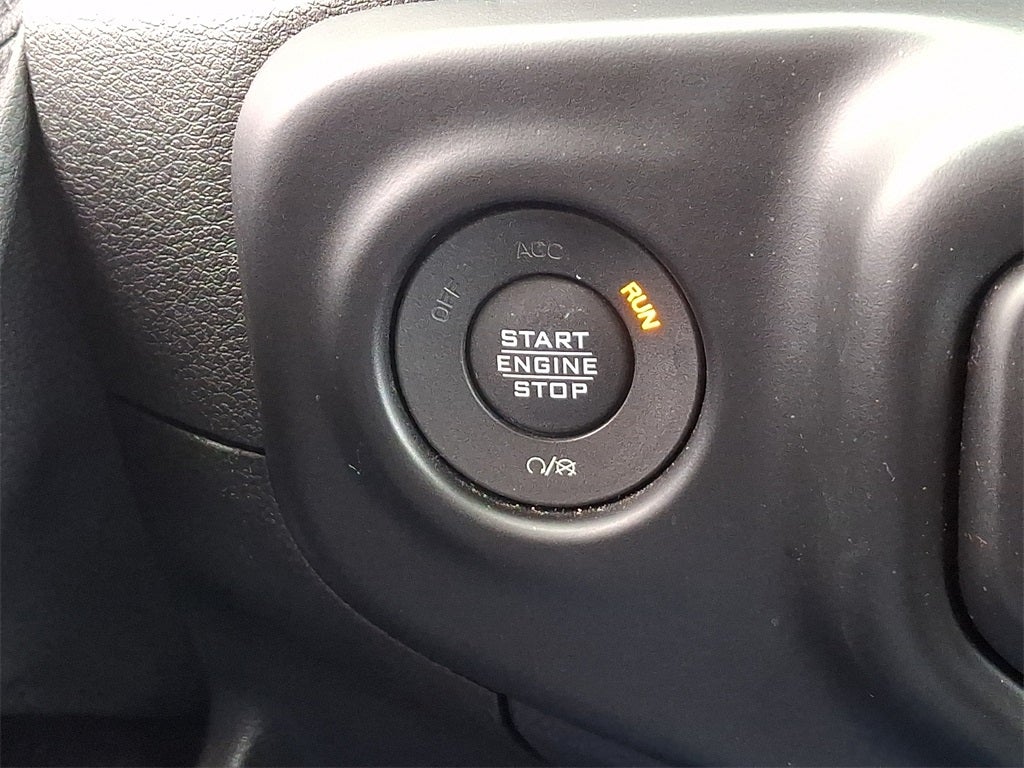 ACC
OFF
RUN
START
ENGINE
STOP